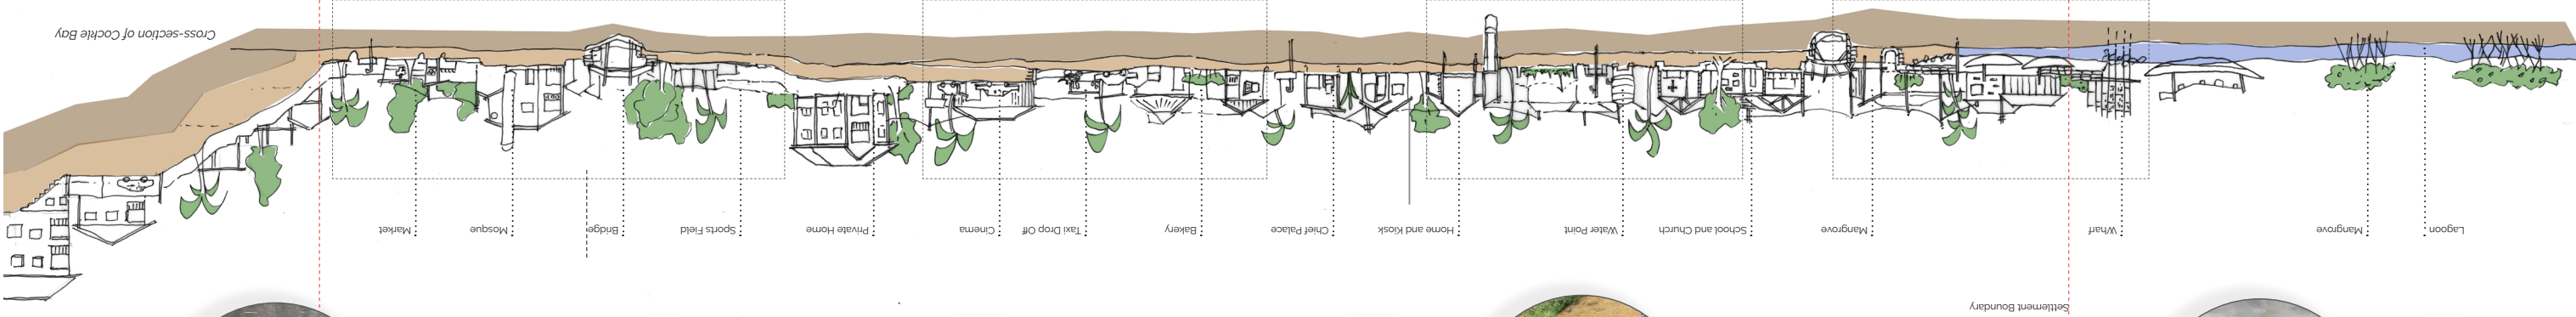 Settlement Boundary
Lagoon
Mangrove
Wharf
Mangrove
School and Church
Water Point
Home and Kiosk
Chief Palace
Bakery
Taxi Drop Off
Cinema
Private Home
Sports Field
Bridge
Mosque
Market
Cross-section of Cockle Bay